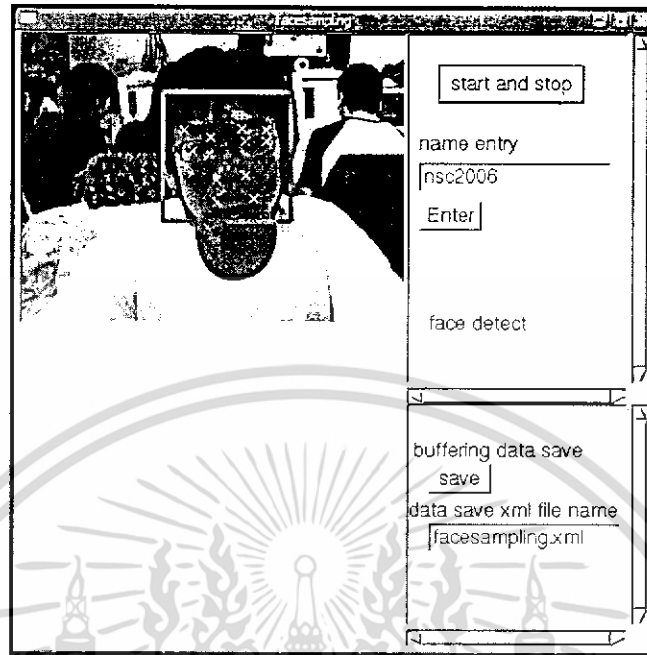 facesampling
start and stop
name entry
nsc2006
Enter
face detect
buffering data save
save
data save xml file name
facesampling.xml